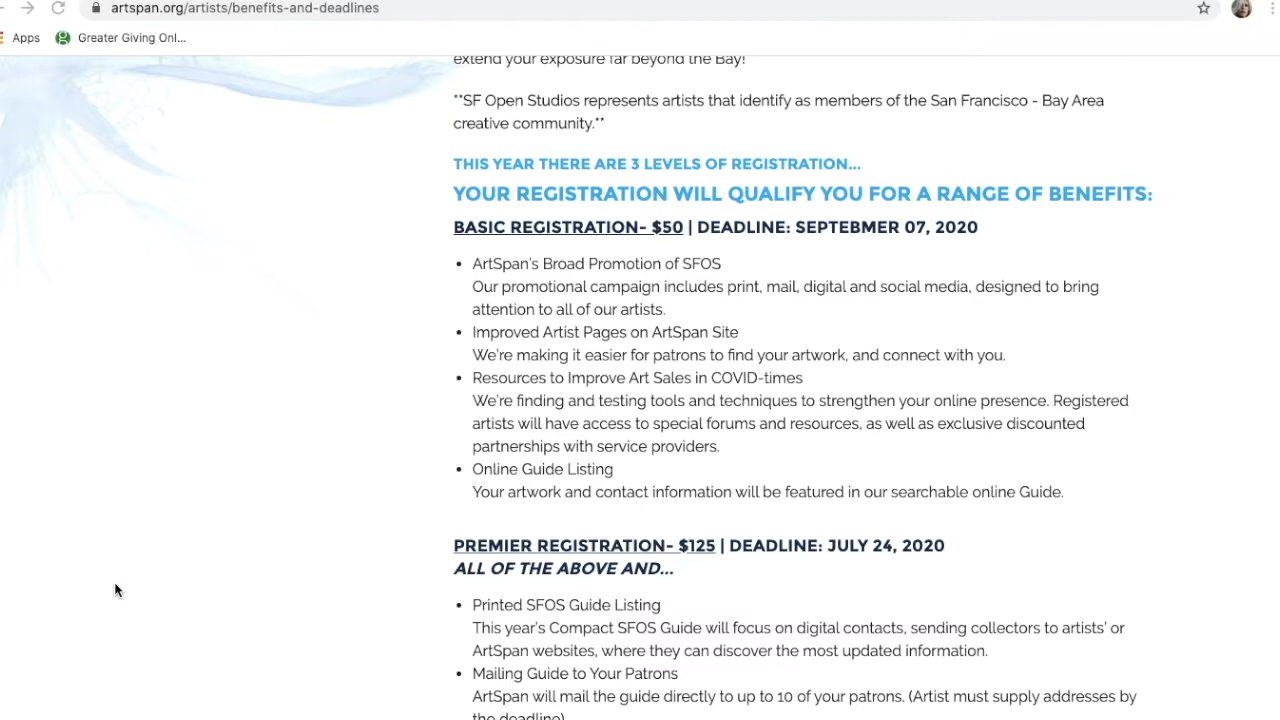 artspan.org/artists/benefits-and-deadlines
Apps Greater Giving Onl...
extend your exposure far beyond the Bay!
**SF Open Studios represents artists that identify as members of the San Francisco - Bay Area
creative community.**
THIS YEAR THERE ARE 3 LEVELS OF REGISTRATION...
YOUR REGISTRATION WILL QUALIFY YOU FOR A RANGE OF BENEFITS:
BASIC REGISTRATION- $50 | DEADLINE: SEPTEBMER 07, 2020
• ArtSpan's Broad Promotion of SFOS
Our promotional campaign includes print, mail, digital and social media, designed to bring
attention to all of our artists.
• Improved Artist Pages on ArtSpan Site
We're making it easier for patrons to find your artwork, and connect with you.
• Resources to Improve Art Sales in COVID-times
We're finding and testing tools and techniques to strengthen your online presence. Registered
artists will have access to special forums and resources, as well as exclusive discounted
partnerships with service providers.
• Online Guide Listing
Your artwork and contact information will be featured in our searchable online Guide.
PREMIER REGISTRATION- $125 | DEADLINE: JULY 24, 2020
ALL OF THE ABOVE AND...
• Printed SFOS Guide Listing
This year's Compact SFOS Guide will focus on digital contacts, sending collectors to artists' or
ArtSpan websites, where they can discover the most updated information.
• Mailing Guide to Your Patrons
ArtSpan will mail the guide directly to up to 10 of your patrons. (Artist must supply addresses by
the deadline)